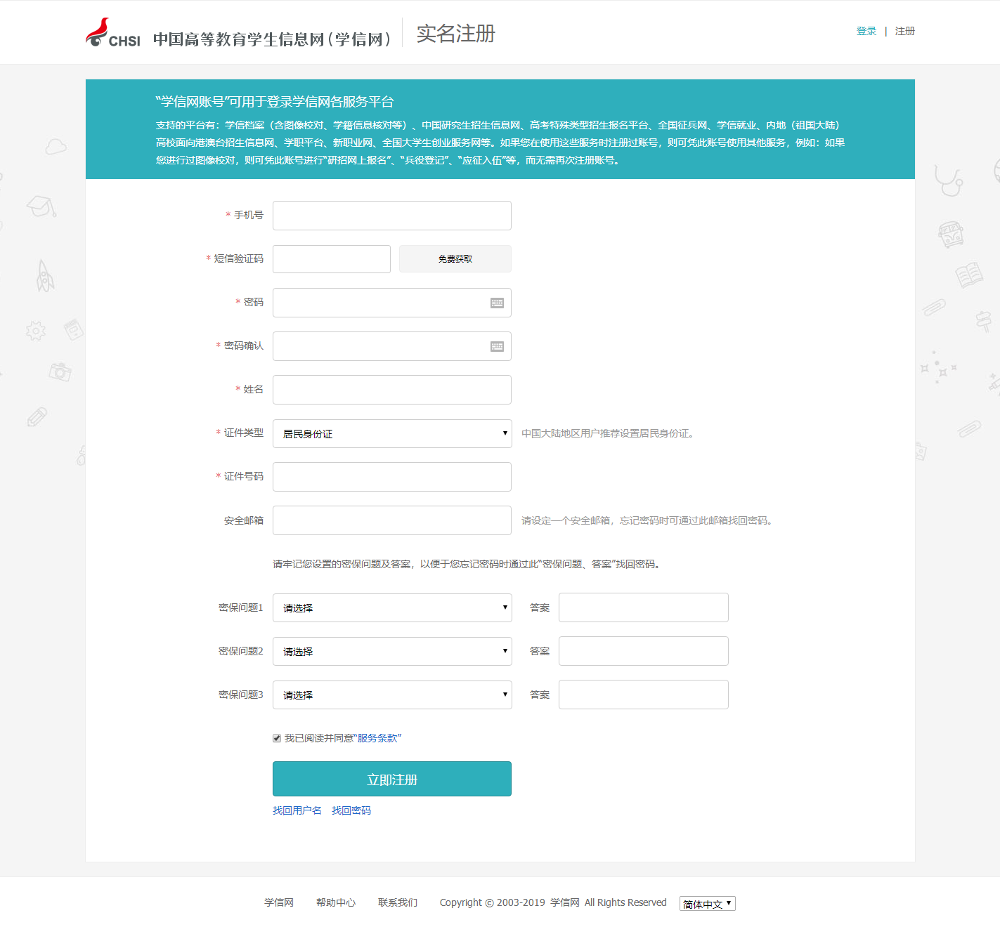 CHSI 中国高等教育学生信息网(学信网) 实名注册 登录 | 注册
“学信网账号”可用于登录学信网各服务平台
支持的平台有：学信档案（含图像校对、学籍信息核对等）、中国研究生招生信息网、高考特殊类型招生报名平台、全国征兵网、学信就业、内地（祖国大陆）
高校面向港澳台招生信息网、学职平台、新职业网、全国大学生创业服务网等。如果您在使用这些服务时注册过账号，则可凭此账号使用其他服务，例如：如果
您进行过图像校对，则可凭此账号进行“研招网上报名”、“兵役登记”、“应征入伍”等，而无需再次注册账号。
* 手机号
* 短信验证码 免费获取
* 密码
* 密码确认
* 姓名
* 证件类型 居民身份证 中国大陆地区用户推荐设置居民身份证。
* 证件号码
安全邮箱 请设定一个安全邮箱，忘记密码时可通过此邮箱找回密码。
请牢记您设置的密保问题及答案，以便于您忘记密码时通过此“密保问题、答案”找回密码。
密保问题1 请选择 答案
密保问题2 请选择 答案
密保问题3 请选择 答案
我已阅读并同意“服务条款”
立即注册
找回用户名 找回密码
学信网 帮助中心 联系我们 Copyright © 2003-2019 学信网 All Rights Reserved 简体中文